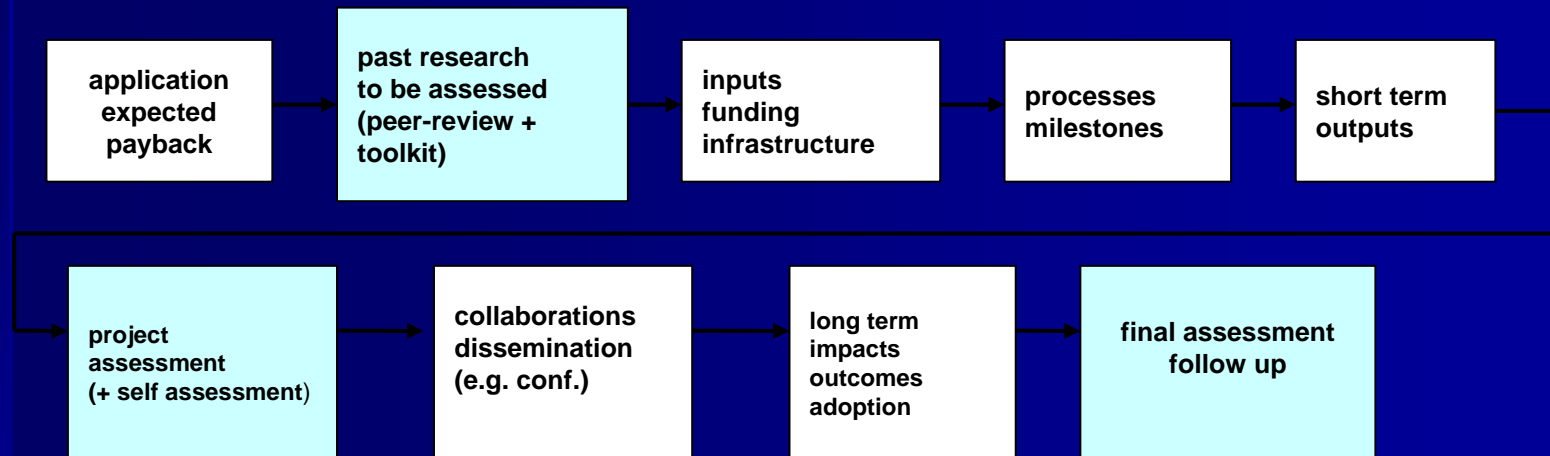 application
expected
payback
past research
to be assessed
(peer-review +
toolkit)
inputs
funding
infrastructure
processes
milestones
short term
outputs
project
assessment
(+ self assessment)
collaborations
dissemination
(e.g. conf.)
long term
impacts
outcomes
adoption
final assessment
follow up